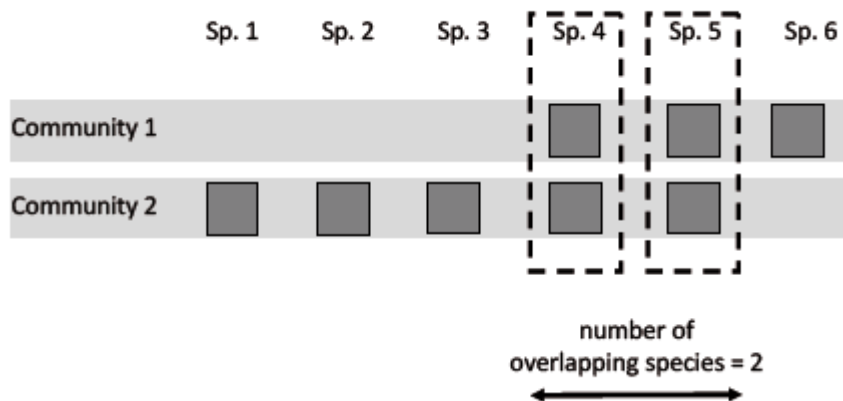 Sp. 1 Sp. 2 Sp. 3 Sp. 4 Sp. 5 Sp. 6
Community 1
Community 2
number of
overlapping species = 2